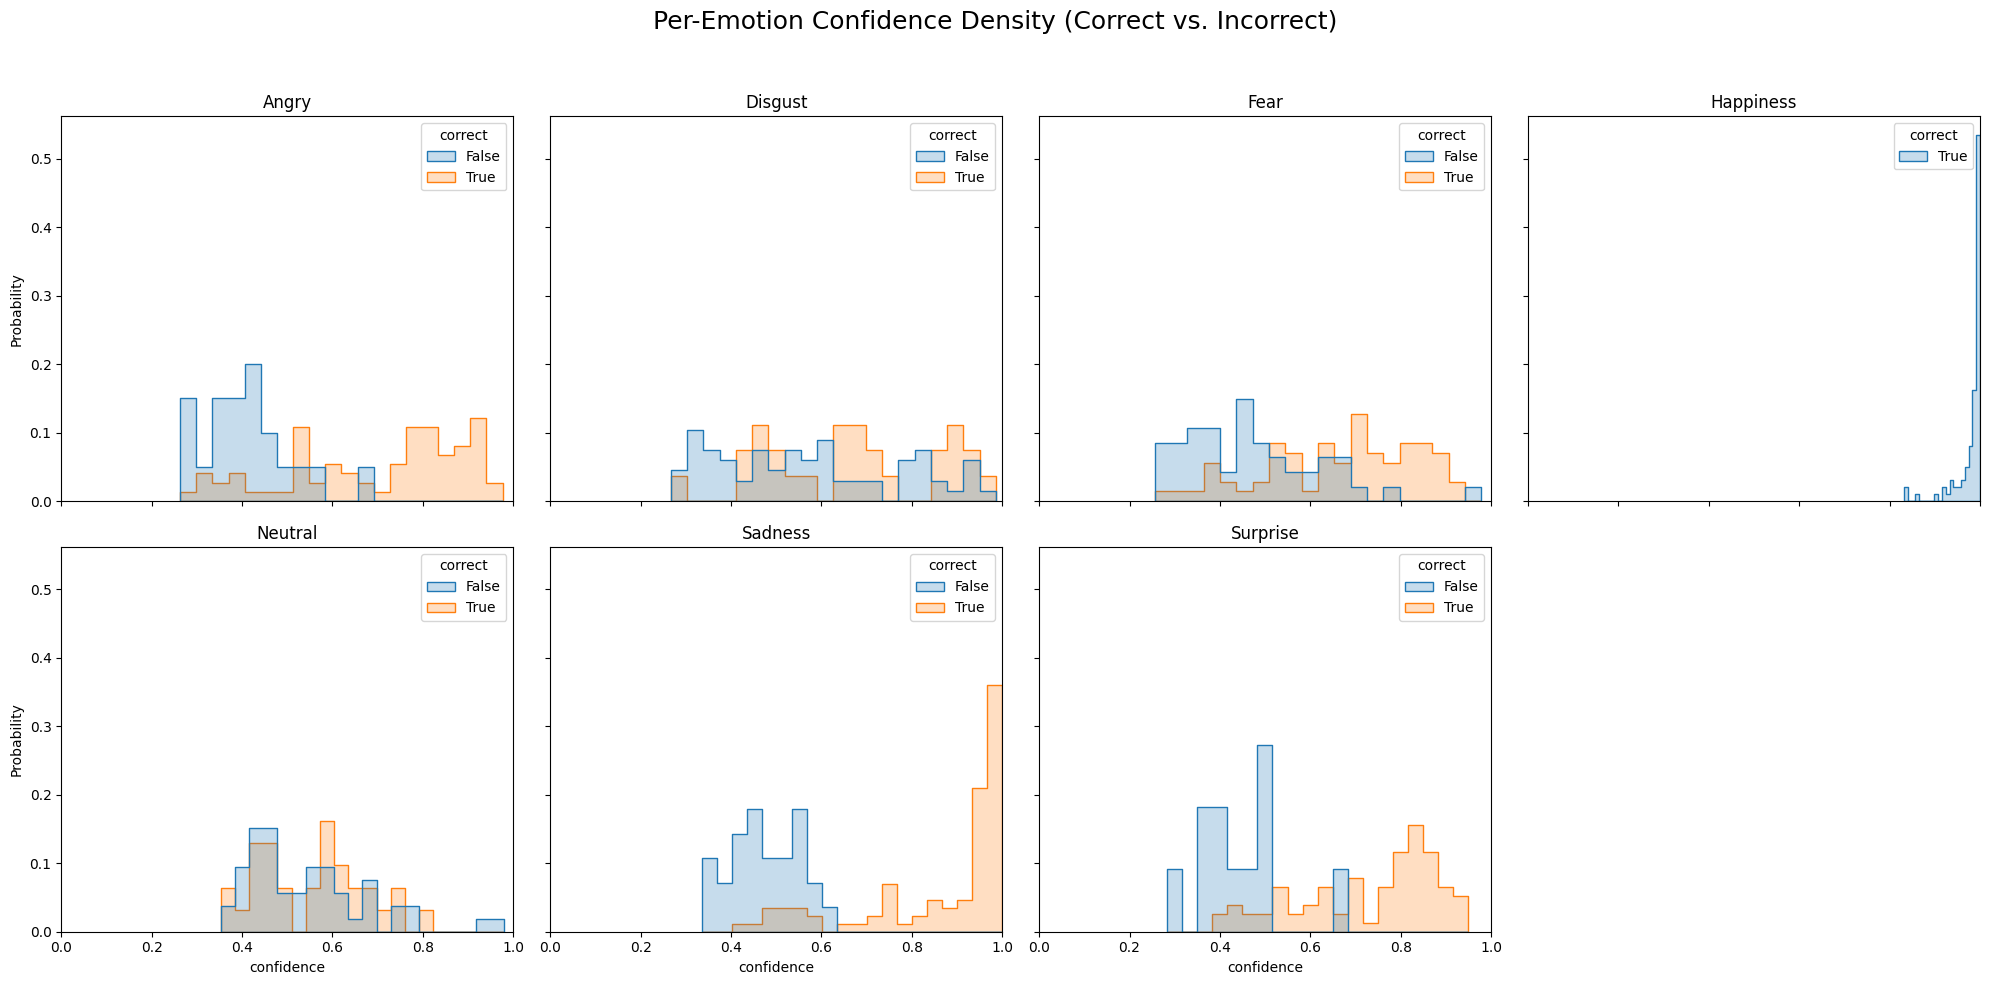 Per-Emotion Confidence Density (Correct vs. Incorrect)
Angry
correct
False
True
Probability
0.5
0.4
0.3
0.2
0.1
0.0
Disgust
correct
False
True
Fear
correct
False
True
Happiness
correct
True
Neutral
correct
False
True
Probability
0.5
0.4
0.3
0.2
0.1
0.0
0.0 0.2 0.4 0.6 0.8 1.0
confidence
Sadness
correct
False
True
0.0 0.2 0.4 0.6 0.8 1.0
confidence
Surprise
correct
False
True
0.0 0.2 0.4 0.6 0.8 1.0
confidence